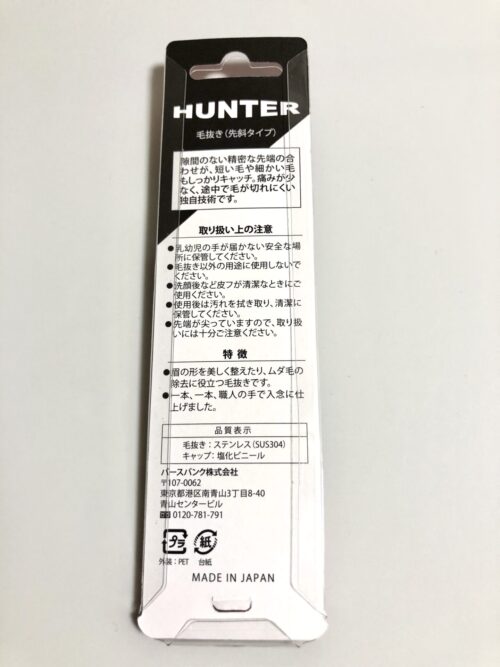 HUNTER
毛抜き(先斜タイプ)
隙間のない精密な先端の合
わせが、短い毛や細かい毛
もしっかりキャッチ。痛みが少
なく、途中で毛が切れにくい
独自技術です。
取り扱い上の注意
●乳幼児の手が届かない安全な場
所に保管してください。
●毛抜き以外の用途に使用しないで
ください。
●洗顔後など皮フが清潔なときにご
使用ください。
●使用後は汚れを拭き取り、清潔に
保管してください。
●先端が尖っていますので、取り扱
いには十分ご注意ください。
特 徴
●眉の形を美しく整えたり、ムダ毛の
除去に役立つ毛抜きです。
●一本、一本、職人の手で入念に仕
上げました。
品質表示
毛抜き:ステンレス(SUS304)
キャップ:塩化ビニール
バースバンク株式会社
〒107-0062
東京都港区南青山3丁目8-40
青山センタービル
0120-781-791
プラ 紙
外装:PET 台紙
MADE IN JAPAN